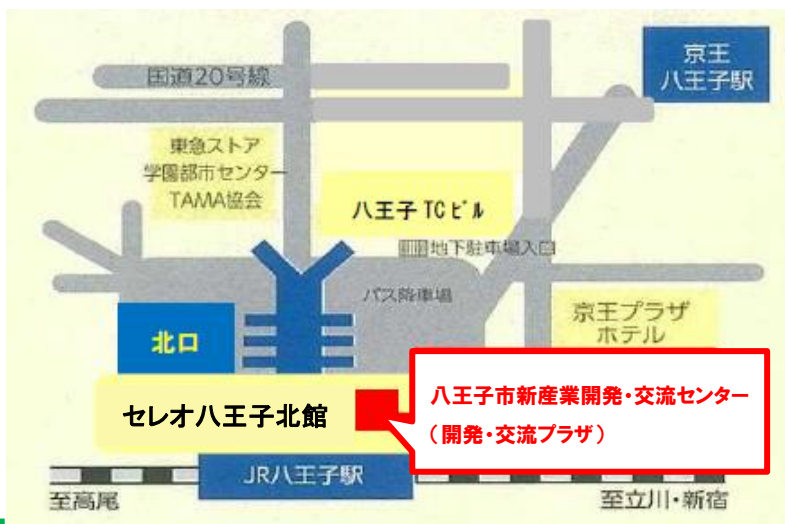 京王
八王子駅
国道20号線
東急ストア
学園都市センター
TAMA協会
八王子TCビル
地下駐車場入口
バス降車場
京王プラザ
ホテル
北口
八王子市新産業開発・交流センター
（開発・交流プラザ）
セレオ八王子北館
JR八王子駅
至高尾
至立川・新宿